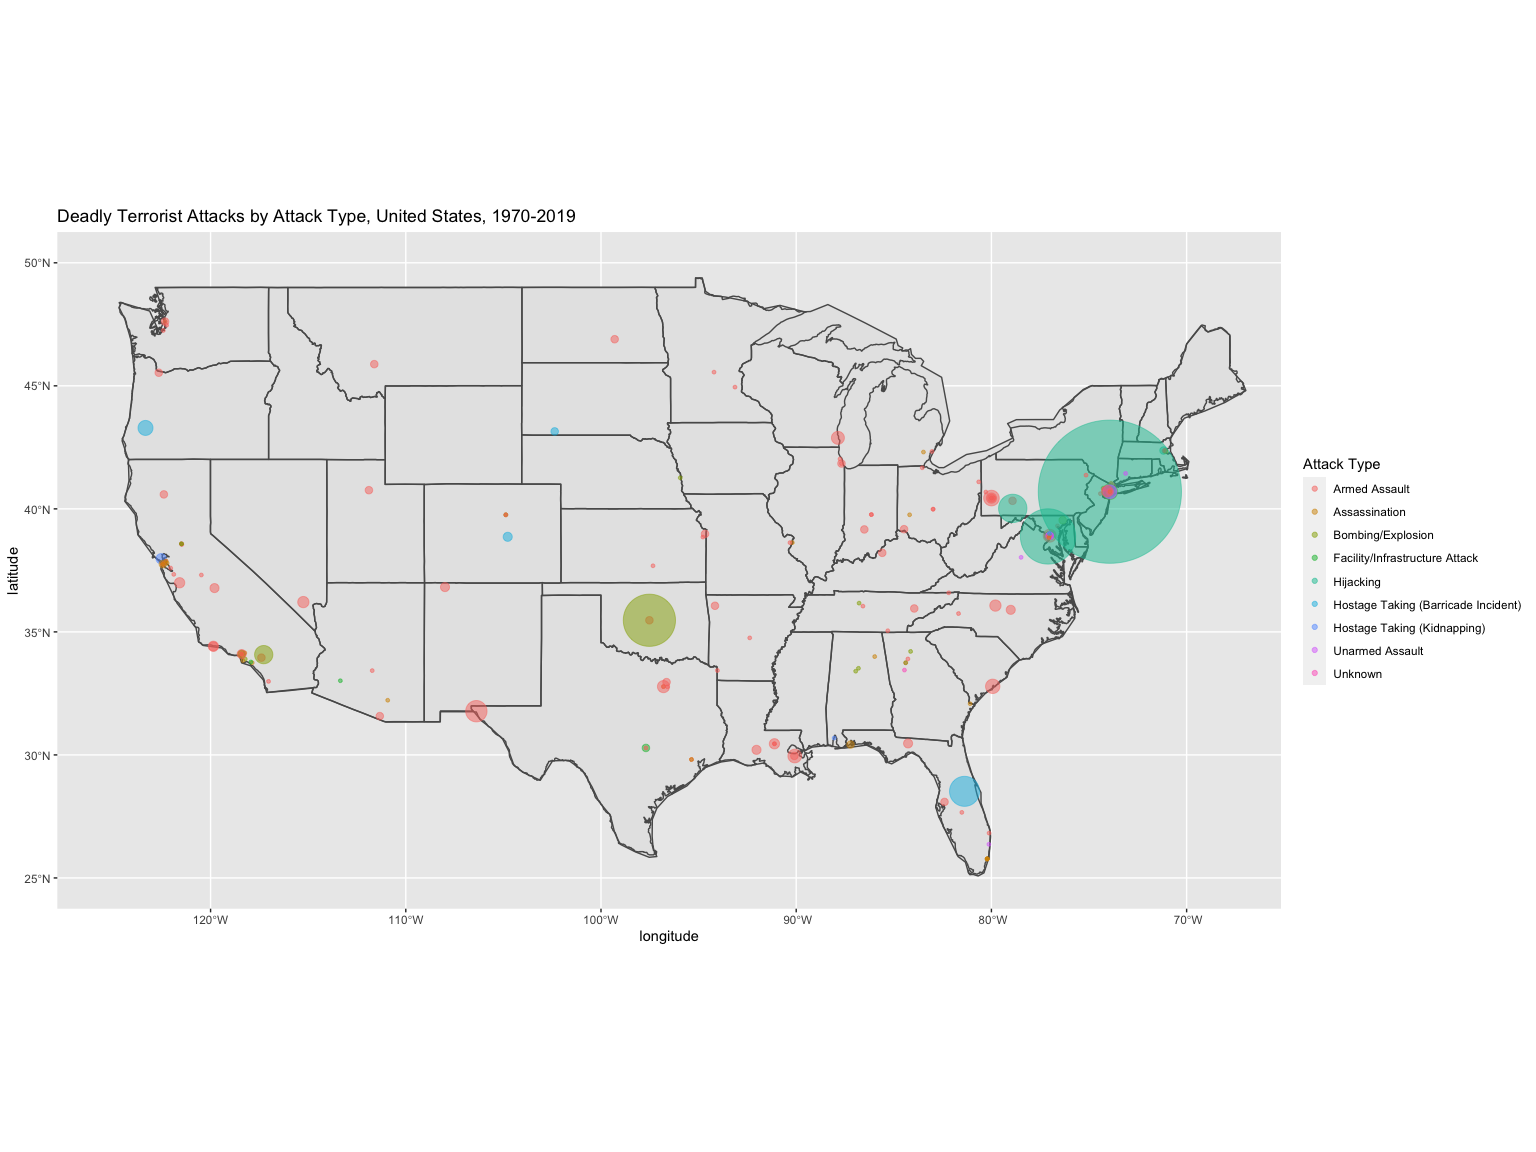 Deadly Terrorist Attacks by Attack Type, United States, 1970-2019
50°N
45°N
40°N
35°N
30°N
25°N
latitude
120°W
110°W
100°W
90°W
80°W
70°W
longitude
Attack Type
Armed Assault
Assassination
Bombing/Explosion
Facility/Infrastructure Attack
Hijacking
Hostage Taking (Barricade Incident)
Hostage Taking (Kidnapping)
Unarmed Assault
Unknown